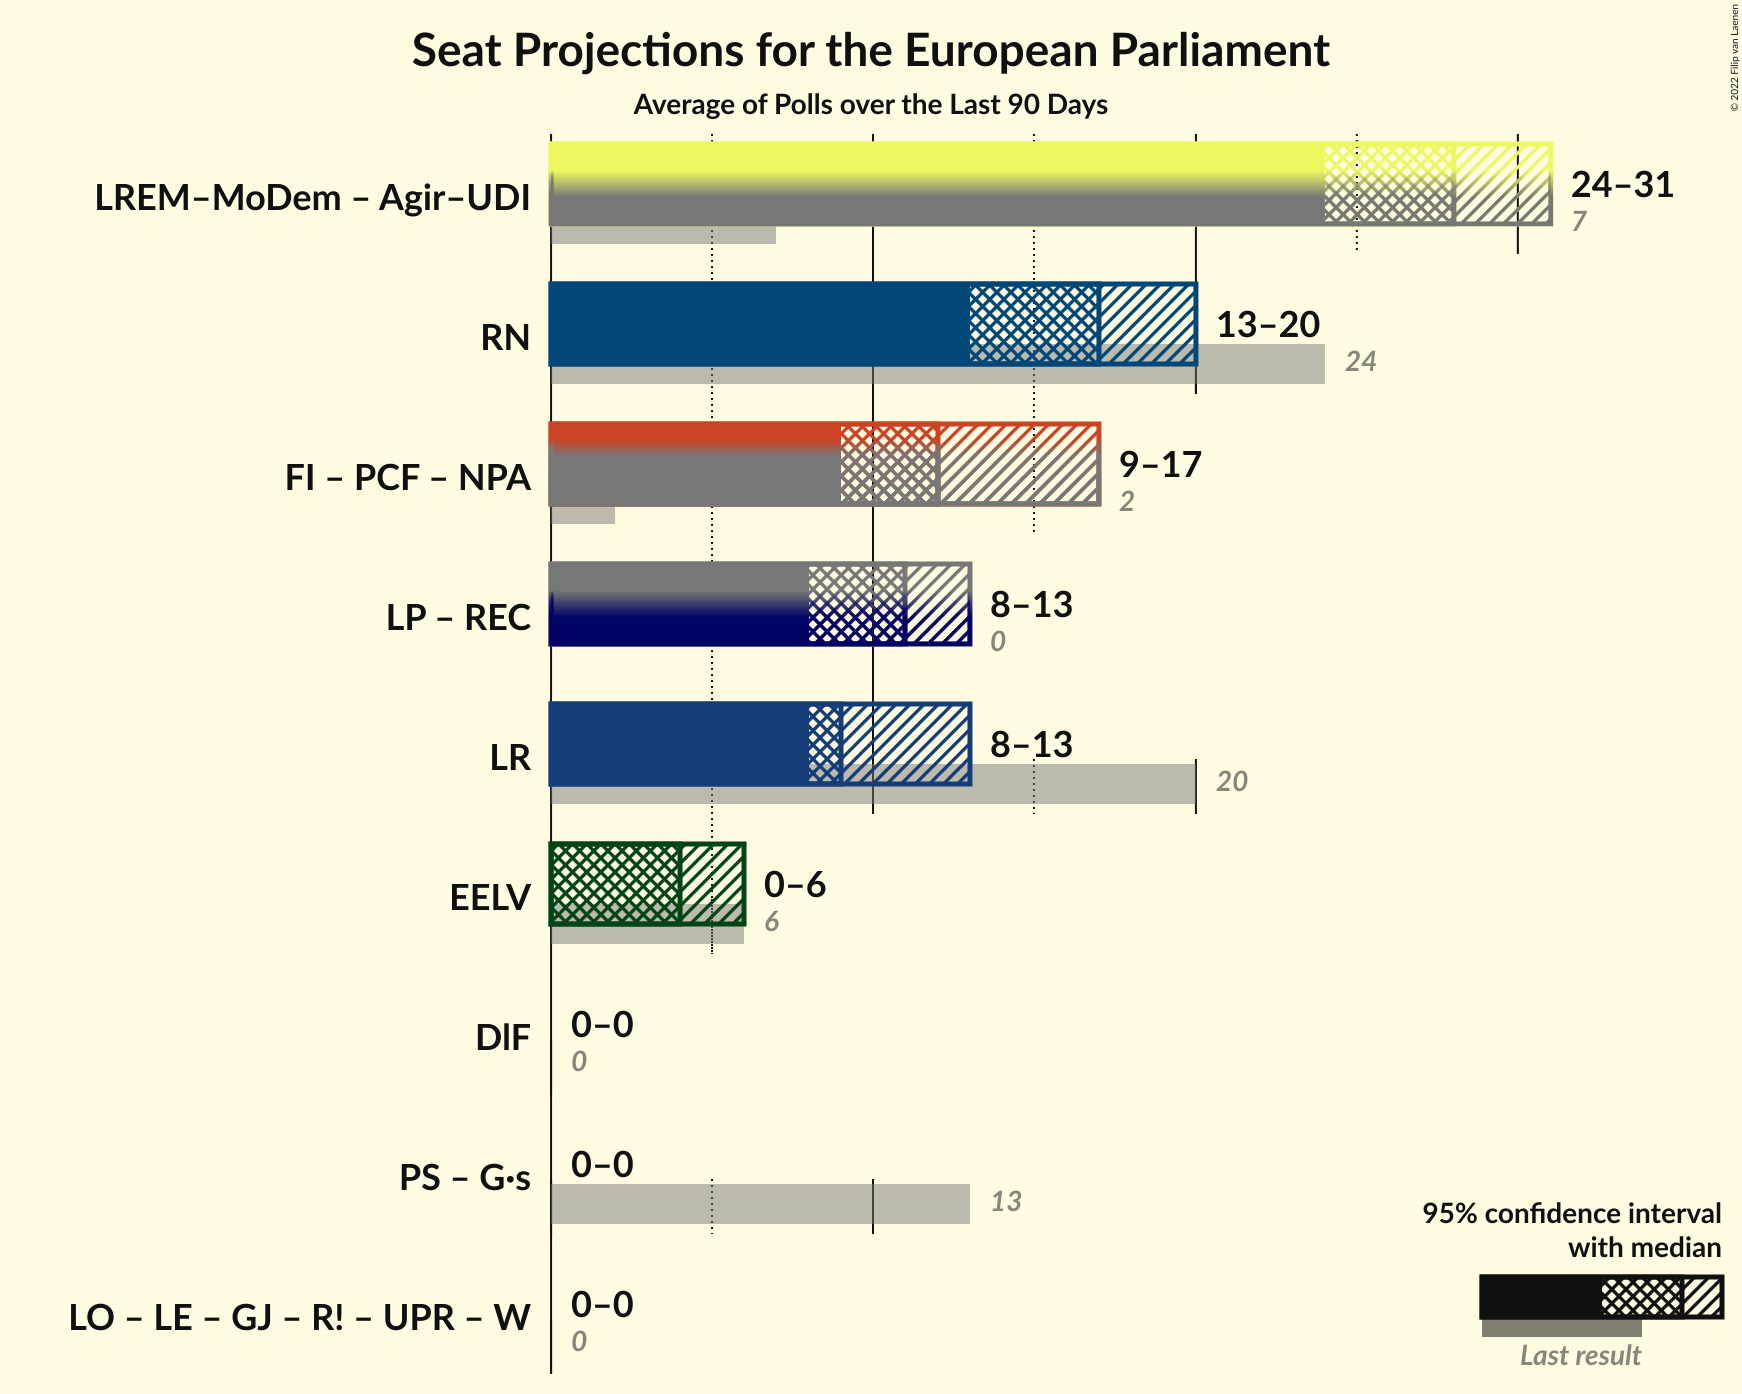 Seat Projections for the European Parliament
Average of Polls over the Last 90 Days
© 2022 Filip van Laenen
LREM–MoDem – Agir–UDI
24–31
7
RN
13–20
24
FI – PCF – NPA
9–17
2
LP – REC
8–13
0
LR
8–13
20
EELV
0–6
6
DlF
0–0
0
PS – G·s
0–0
13
LO – LE – GJ – R! – UPR – W
0–0
0
95% confidence interval
with median
Last result